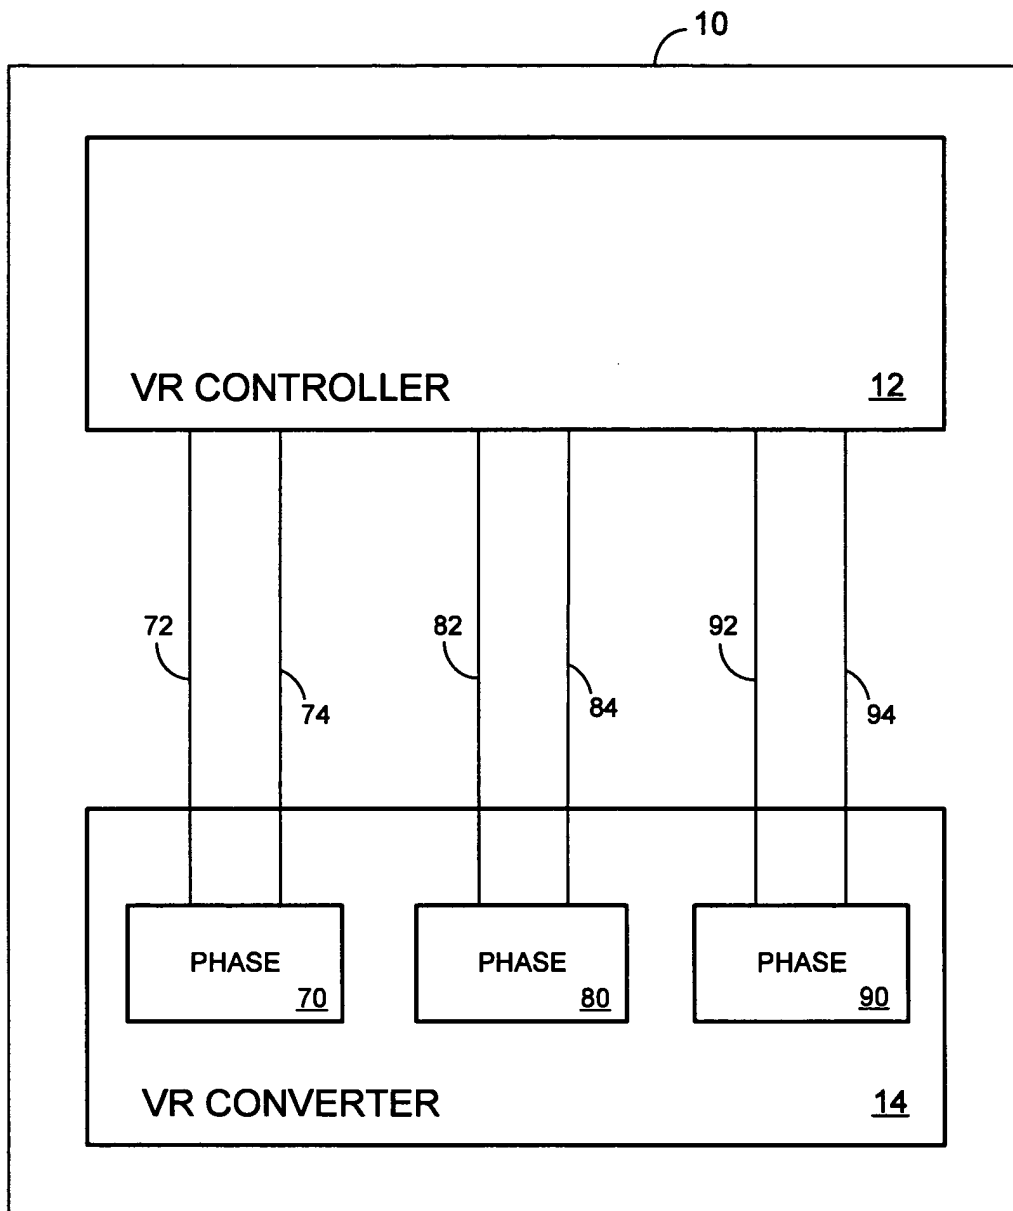 10
VR CONTROLLER 12
72 82 92
74 84 94
PHASE 70
PHASE 80
PHASE 90
VR CONVERTER 14